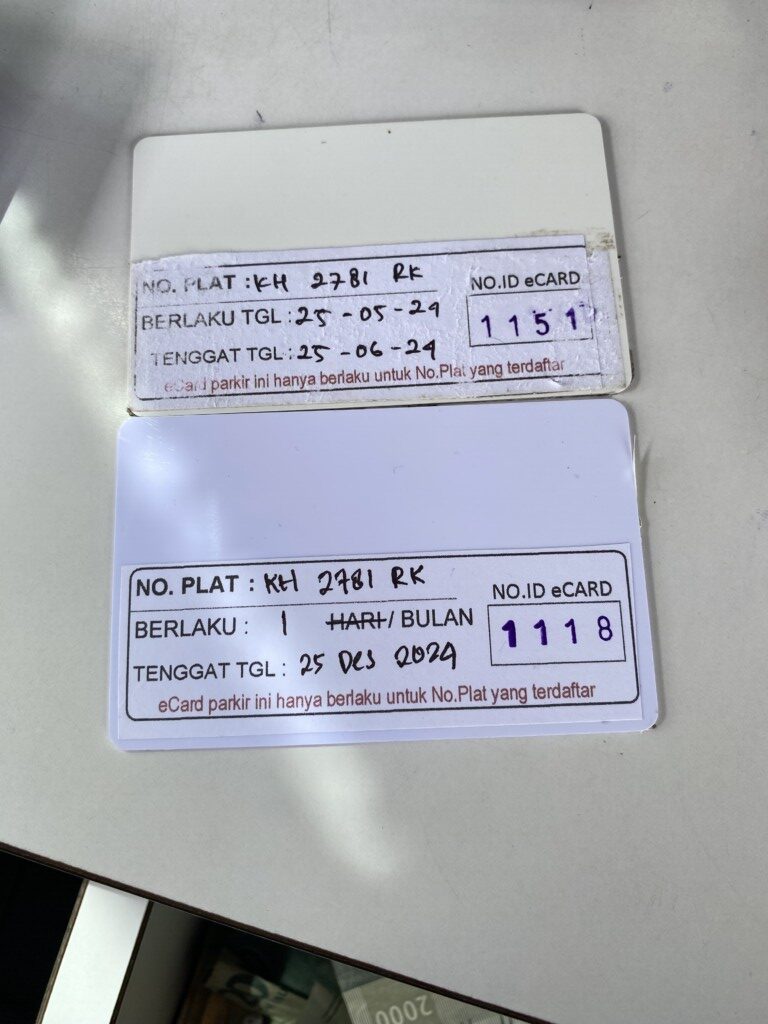 NO. PLAT : KH 2781 RK
NO.ID eCARD
BERLAKU TGL : 25 - 05 - 24
1151
TENGGAT TGL : 25 - 06 - 24
eCard parkir ini hanya berlaku untuk No.Plat yang terdaftar
NO. PLAT : KH 2781 RK
NO.ID eCARD
BERLAKU : 1 HARI / BULAN
1118
TENGGAT TGL : 25 DES 2024
eCard parkir ini hanya berlaku untuk No.Plat yang terdaftar
2000